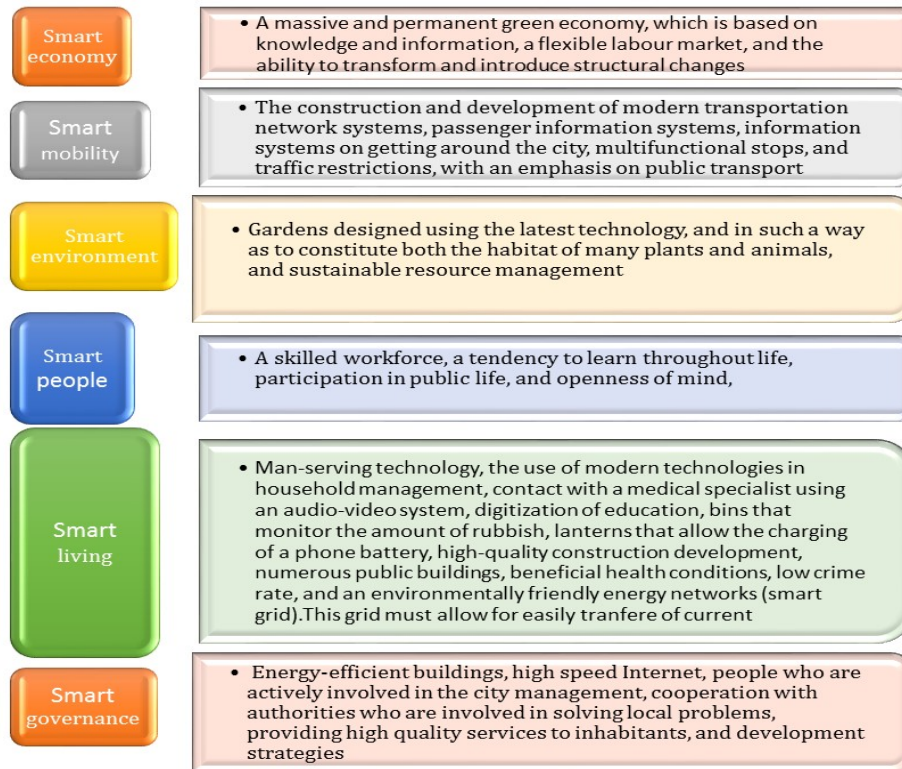 Smart
economy
• A massive and permanent green economy, which is based on
knowledge and information, a flexible labour market, and the
ability to transform and introduce structural changes
Smart
mobility
• The construction and development of modern transportation
network systems, passenger information systems, information
systems on getting around the city, multifunctional stops, and
traffic restrictions, with an emphasis on public transport
Smart
environment
• Gardens designed using the latest technology, and in such a way
as to constitute both the habitat of many plants and animals,
and sustainable resource management
Smart
people
• A skilled workforce, a tendency to learn throughout life,
participation in public life, and openness of mind,
Smart
living
• Man-serving technology, the use of modern technologies in
household management, contact with a medical specialist using
an audio-video system, digitization of education, bins that
monitor the amount of rubbish, lanterns that allow the charging
of a phone battery, high-quality construction development,
numerous public buildings, beneficial health conditions, low crime
rate, and an environmentally friendly energy networks (smart
grid).This grid must allow for easily tranfere of current
Smart
governance
• Energy-efficient buildings, high speed Internet, people who are
actively involved in the city management, cooperation with
authorities who are involved in solving local problems,
providing high quality services to inhabitants, and development
strategies